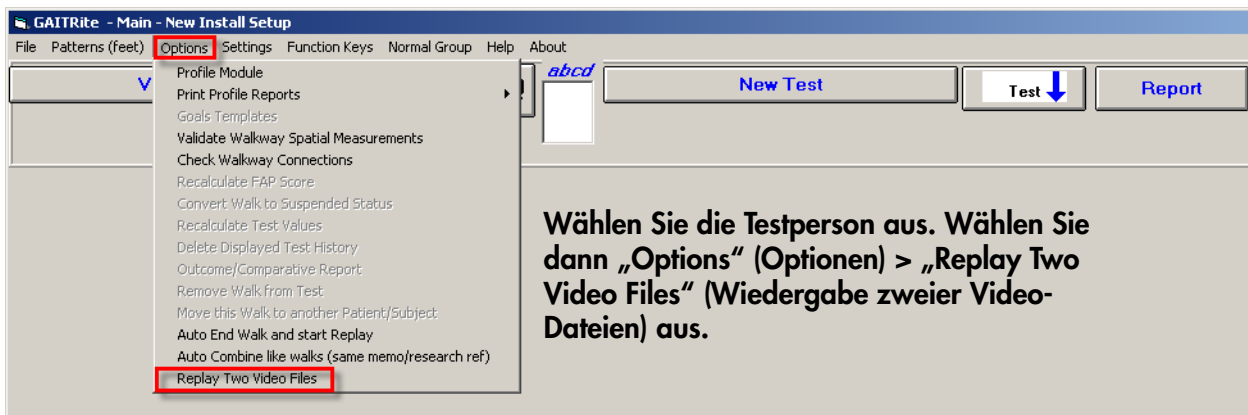 GAITRite - Main - New Install Setup
File Patterns (feet) Options Settings Function Keys Normal Group Help About
V
abcd
New Test
Test
Report
Profile Module
Print Profile Reports
Goals Templates
Validate Walkway Spatial Measurements
Check Walkway Connections
Recalculate FAP Score
Convert Walk to Suspended Status
Recalculate Test Values
Delete Displayed Test History
Outcome/Comparative Report
Remove Walk from Test
Move this Walk to another Patient/Subject
Auto End Walk and start Replay
Auto Combine like walks (same memo/research ref)
Replay Two Video Files
Wählen Sie die Testperson aus. Wählen Sie
dann „Options“ (Optionen) > „Replay Two
Video Files“ (Wiedergabe zweier Video-
Dateien) aus.